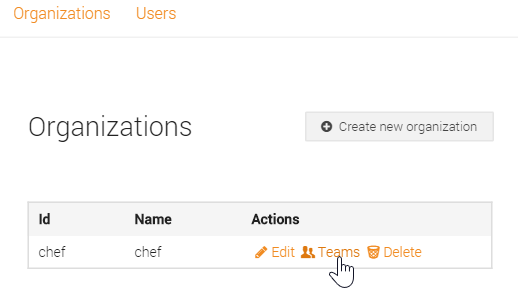 Organizations Users
Organizations
Create new organization
Id Name Actions
chef chef Edit Teams Delete